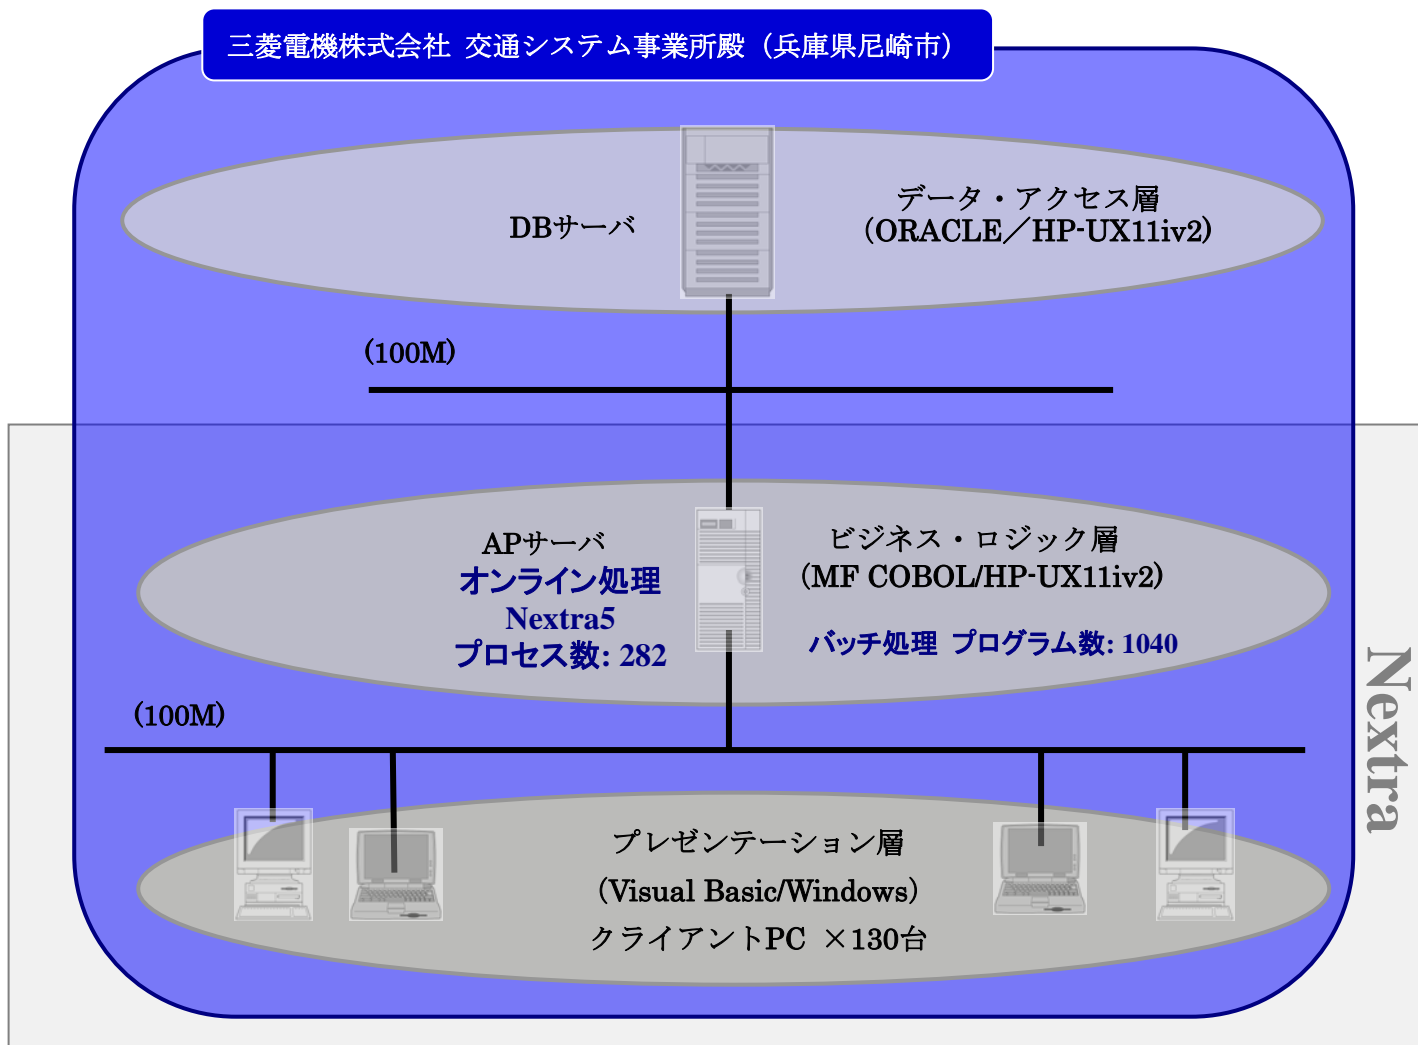 三菱電機株式会社 交通システム事業所殿（兵庫県尼崎市）
DBサーバ
データ・アクセス層
（ORACLE／HP-UX11iv2)
(100M)
APサーバ
オンライン処理
Nextra5
プロセス数: 282
ビジネス・ロジック層
（MF COBOL/HP-UX11iv2)
バッチ処理 プログラム数: 1040
Nextra
(100M)
プレゼンテーション層
（Visual Basic/Windows）
クライアントPC ×130台